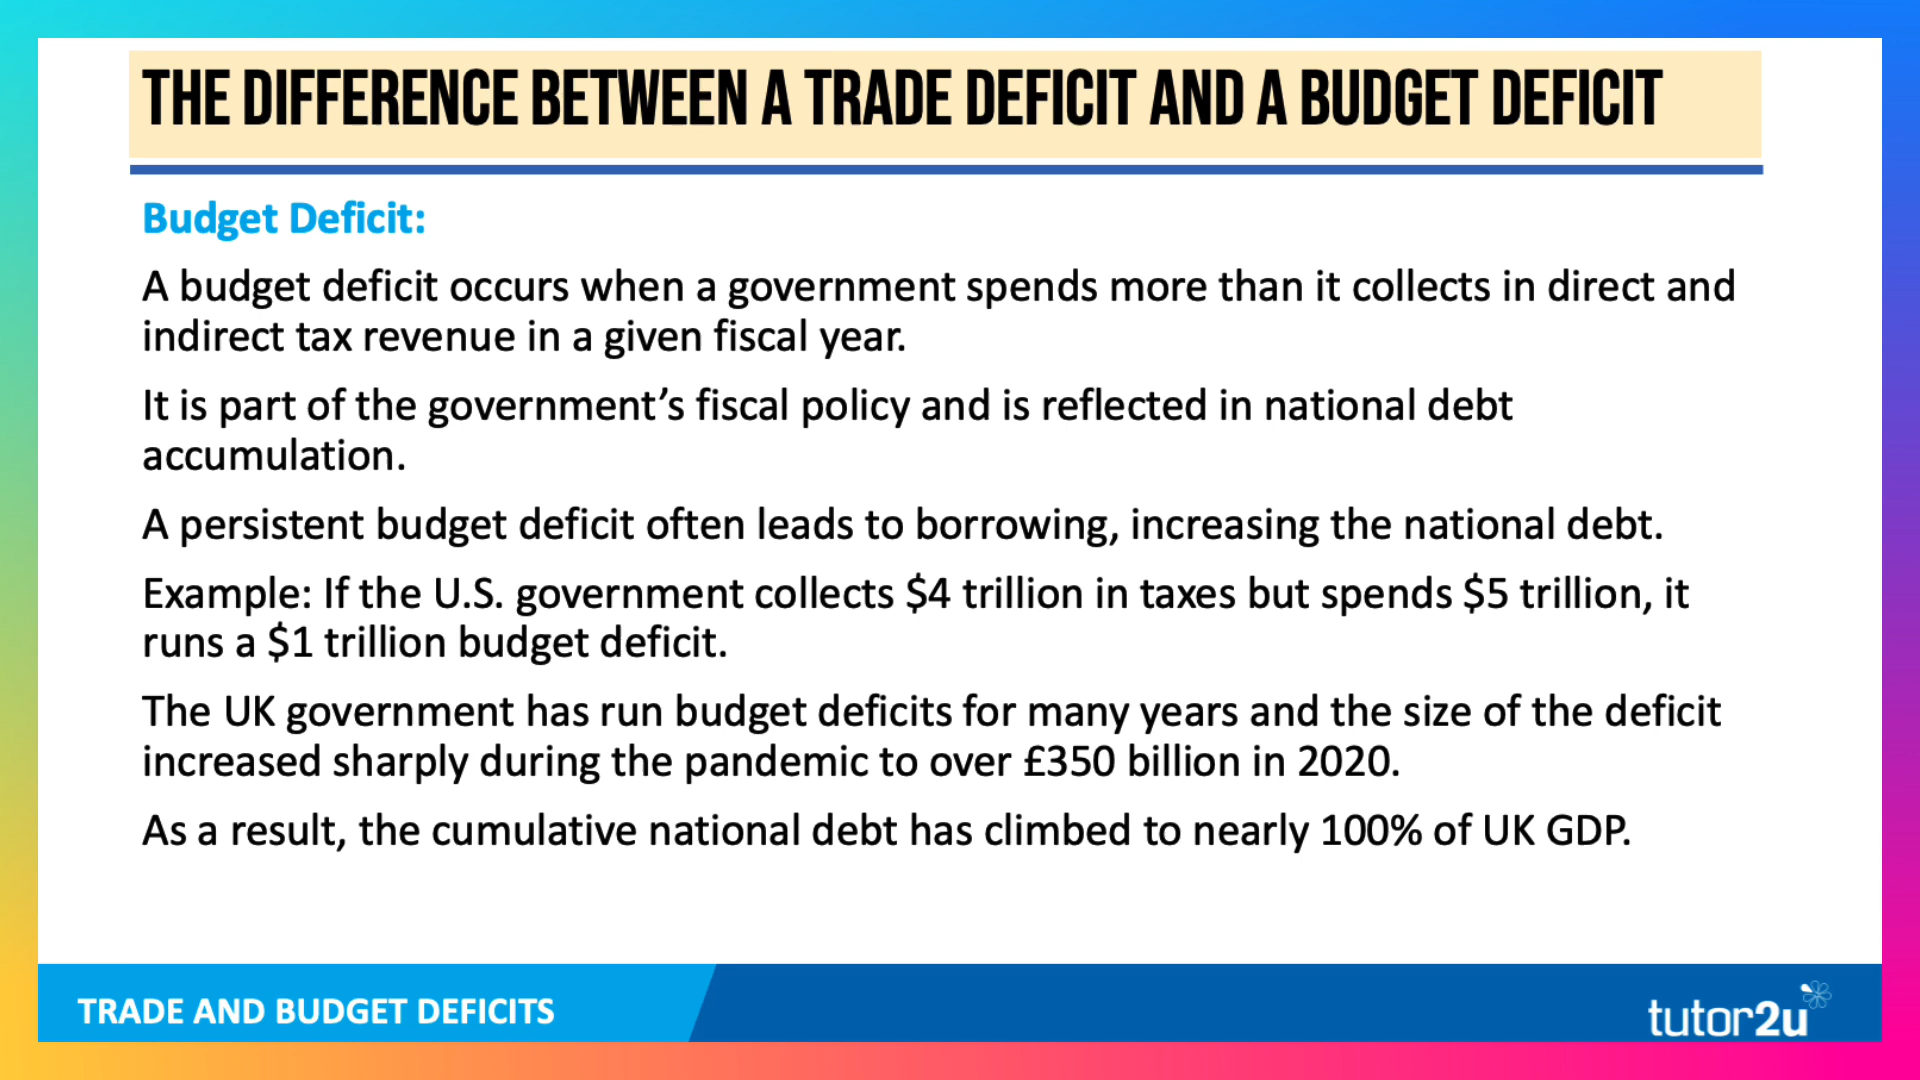 THE DIFFERENCE BETWEEN A TRADE DEFICIT AND A BUDGET DEFICIT
Budget Deficit:
A budget deficit occurs when a government spends more than it collects in direct and
indirect tax revenue in a given fiscal year.
It is part of the government’s fiscal policy and is reflected in national debt
accumulation.
A persistent budget deficit often leads to borrowing, increasing the national debt.
Example: If the U.S. government collects $4 trillion in taxes but spends $5 trillion, it
runs a $1 trillion budget deficit.
The UK government has run budget deficits for many years and the size of the deficit
increased sharply during the pandemic to over £350 billion in 2020.
As a result, the cumulative national debt has climbed to nearly 100% of UK GDP.
TRADE AND BUDGET DEFICITS
tutor2u